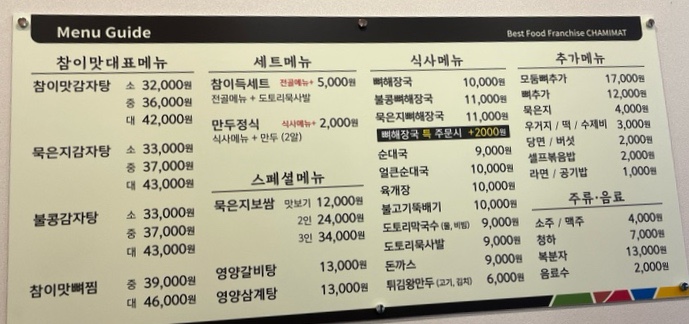 Menu Guide
Best Food Franchise CHAMIMAT
참이맛대표메뉴
참이맛감자탕 소 32,000원
중 36,000원
대 42,000원
묵은지감자탕 소 33,000원
중 37,000원
대 43,000원
불콩감자탕 소 33,000원
중 37,000원
대 43,000원
참이맛뼈찜 중 39,000원
대 46,000원
세트메뉴
참이득세트 전골메뉴+ 5,000원
전골메뉴 + 도토리묵사발
만두정식 식사메뉴+ 2,000원
식사메뉴 + 만두 (2알)
스페셜메뉴
묵은지보쌈 맛보기 12,000원
2인 24,000원
3인 34,000원
영양갈비탕 13,000원
영양삼계탕 13,000원
식사메뉴
뼈해장국 10,000원
불콩뼈해장국 11,000원
묵은지뼈해장국 11,000원
뼈해장국 특 주문시 +2000원
순대국 9,000원
얼큰순대국 10,000원
육개장 10,000원
불고기뚝배기 10,000원
도토리막국수 (물, 비빔) 9,000원
도토리묵사발 9,000원
돈까스 9,000원
튀김왕만두 (고기, 김치) 6,000원
추가메뉴
모둠뼈추가 17,000원
뼈추가 12,000원
묵은지 4,000원
우거지 / 떡 / 수제비 3,000원
당면 / 버섯 2,000원
셀프볶음밥 2,000원
라면 / 공기밥 1,000원
주류·음료
소주 / 맥주 4,000원
청하 7,000원
복분자 13,000원
음료수 2,000원